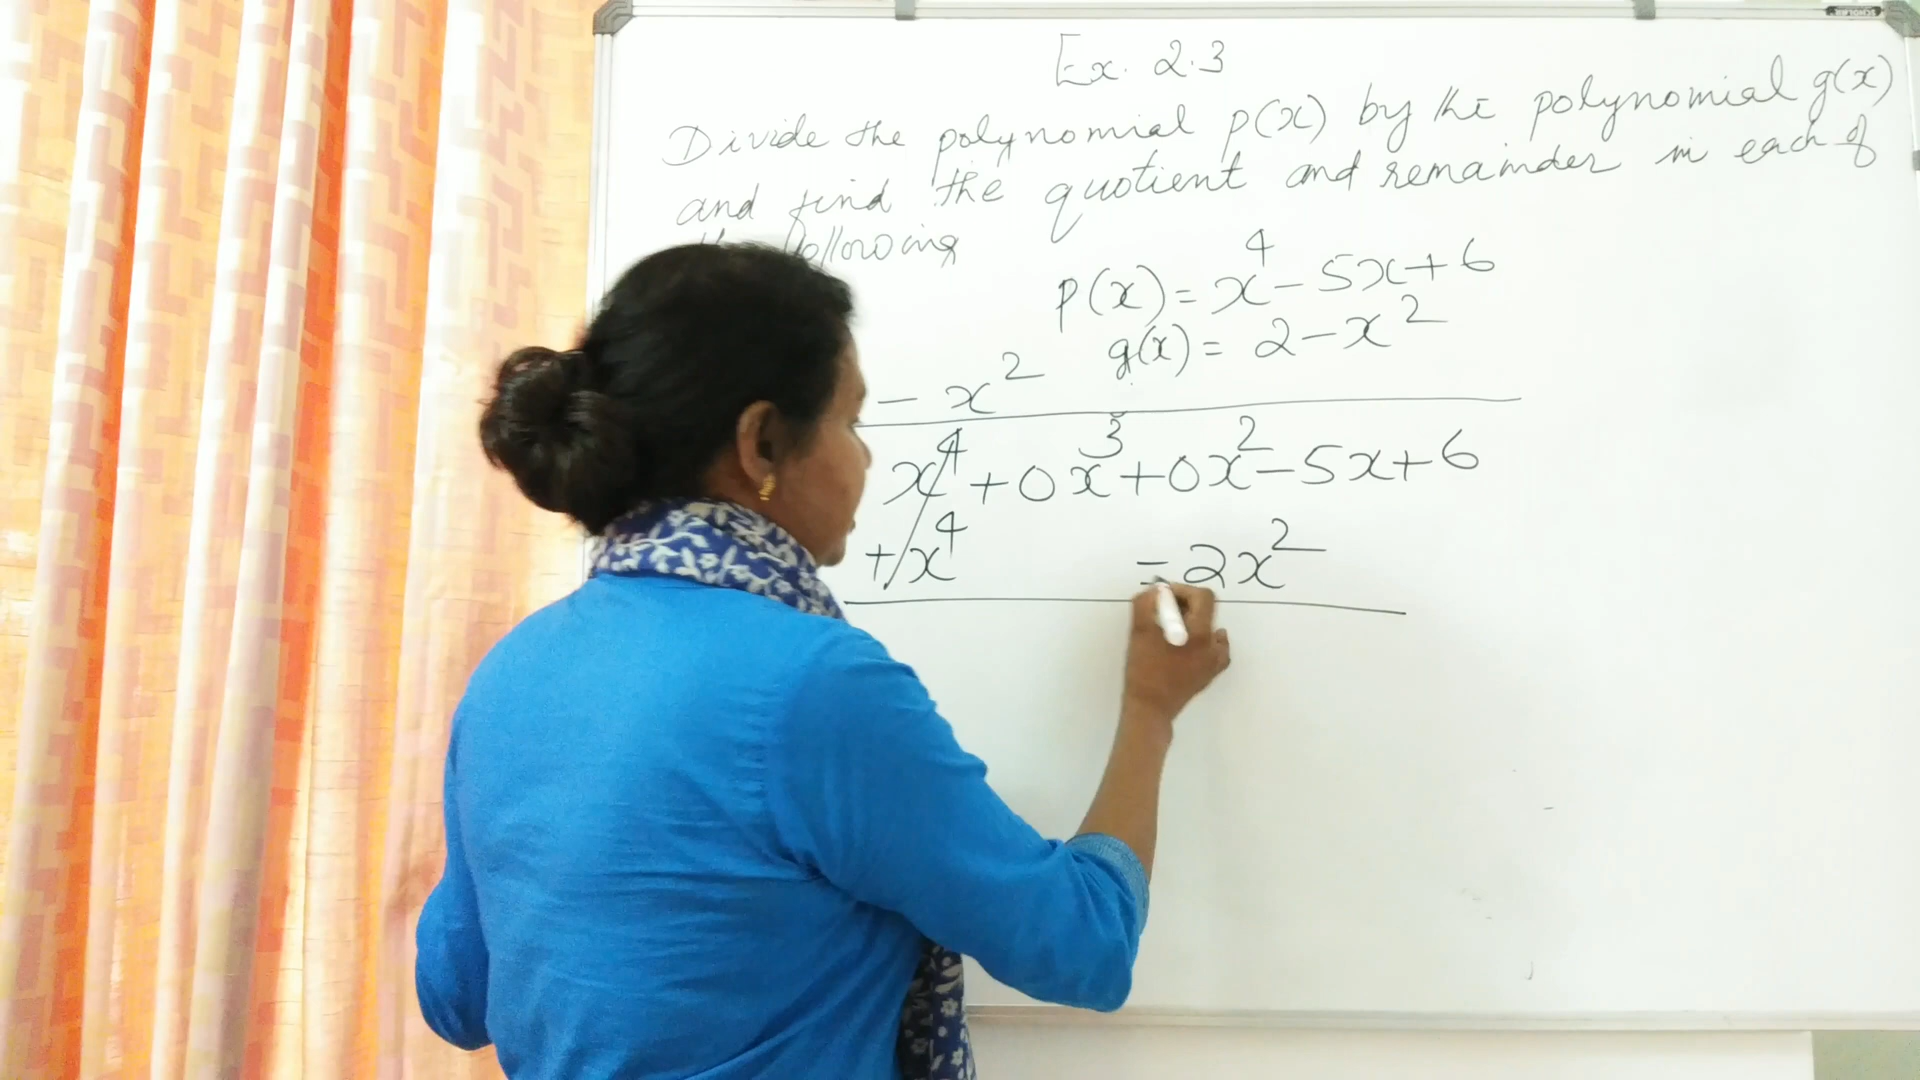 Ex. 2.3
Divide the polynomial p(x) by the polynomial g(x)
and find the quotient and remainder in each of
following
p(x) = x⁴ - 5x + 6
g(x) = 2 - x²
- x²
x⁴ + 0x³ + 0x² - 5x + 6
+ x⁴ = 2x²
SCHOLAR